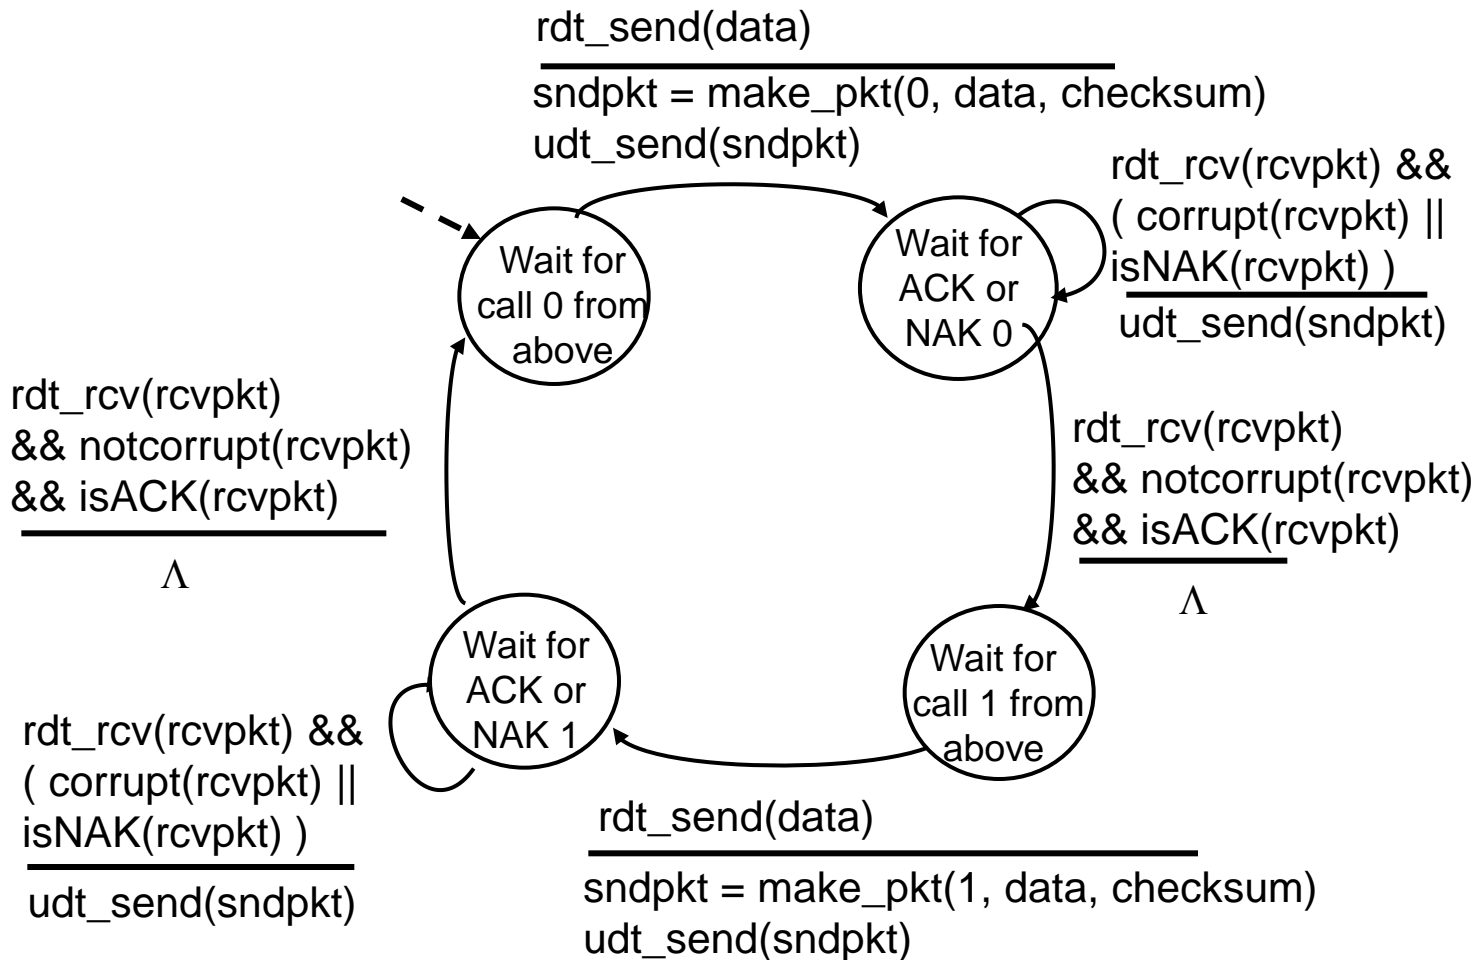 rdt_send(data)
sndpkt = make_pkt(0, data, checksum)
udt_send(sndpkt)
rdt_rcv(rcvpkt) &&
( corrupt(rcvpkt) ||
isNAK(rcvpkt) )
udt_send(sndpkt)
Wait for
call 0 from
above
Wait for
ACK or
NAK 0
rdt_rcv(rcvpkt)
&& notcorrupt(rcvpkt)
&& isACK(rcvpkt)
Λ
rdt_rcv(rcvpkt)
&& notcorrupt(rcvpkt)
&& isACK(rcvpkt)
Λ
Wait for
ACK or
NAK 1
Wait for
call 1 from
above
rdt_rcv(rcvpkt) &&
( corrupt(rcvpkt) ||
isNAK(rcvpkt) )
udt_send(sndpkt)
rdt_send(data)
sndpkt = make_pkt(1, data, checksum)
udt_send(sndpkt)